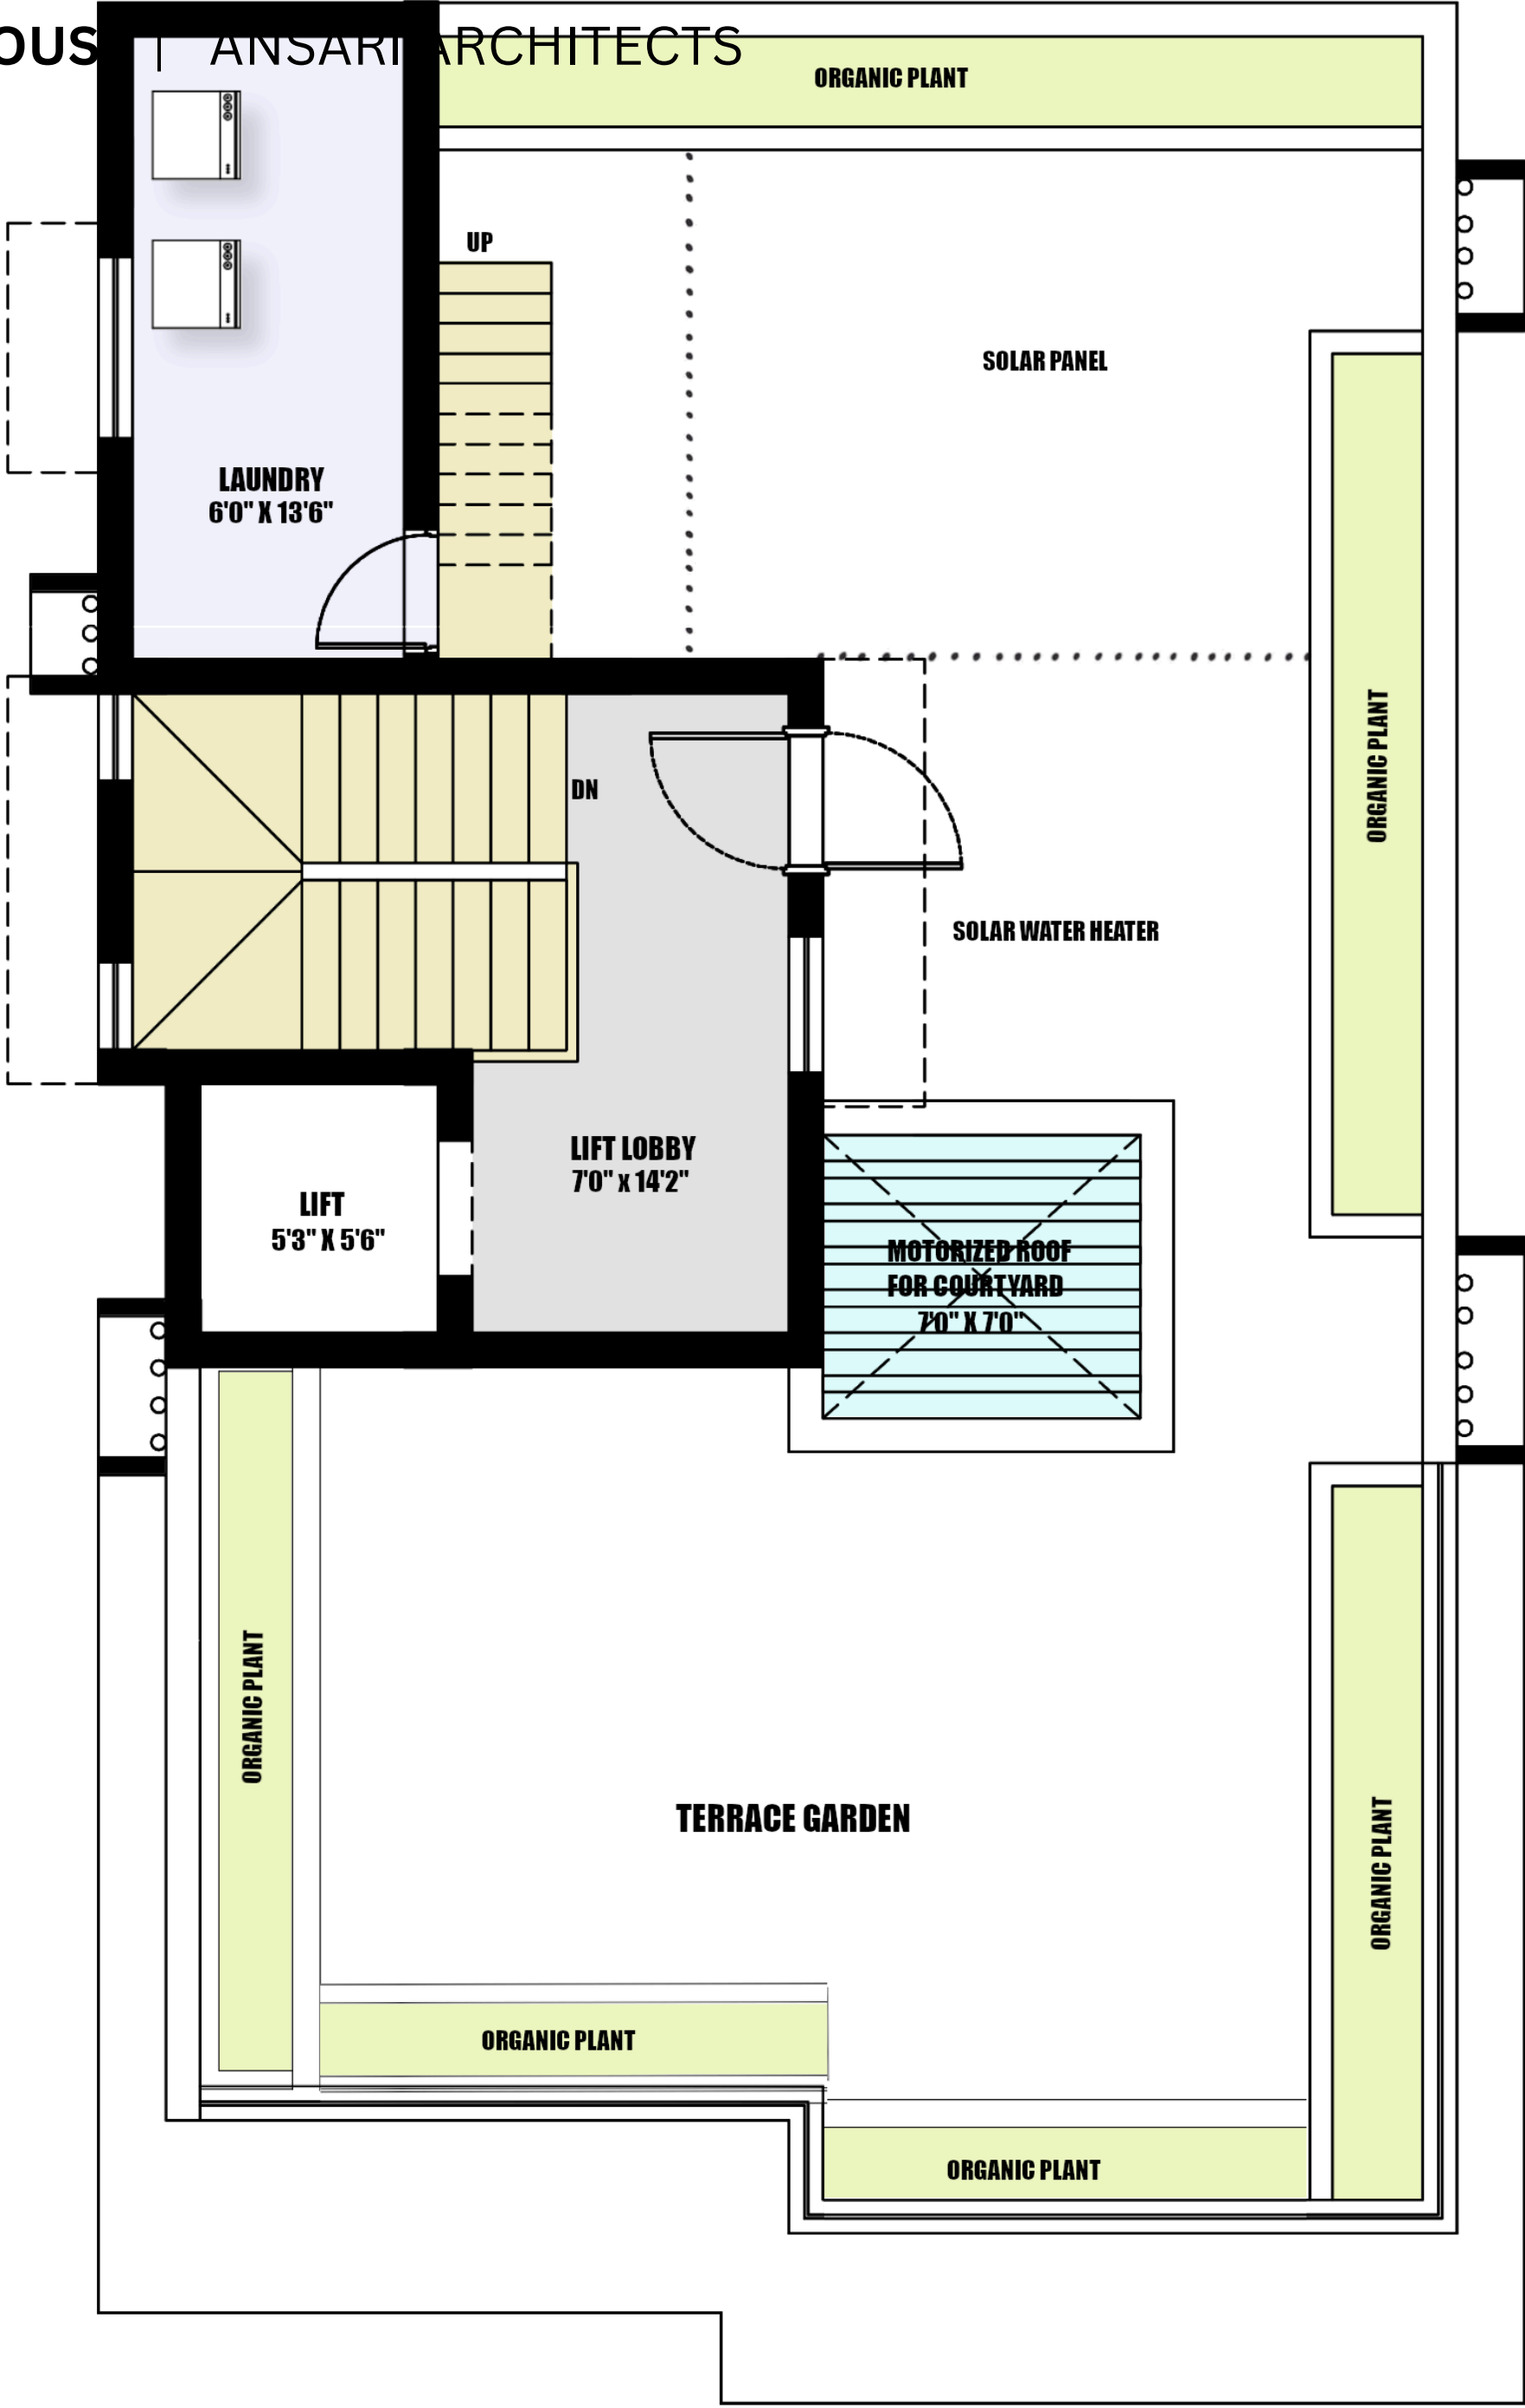 OUS | ANSARI ARCHITECTS
ORGANIC PLANT
UP
SOLAR PANEL
LAUNDRY
6'0" X 13'6"
ORGANIC PLANT
DN
SOLAR WATER HEATER
LIFT LOBBY
7'0" X 14'2"
LIFT
5'3" X 5'6"
MOTORIZED ROOF
FOR COURTYARD
7'0" X 7'0"
ORGANIC PLANT
TERRACE GARDEN
ORGANIC PLANT
ORGANIC PLANT
ORGANIC PLANT